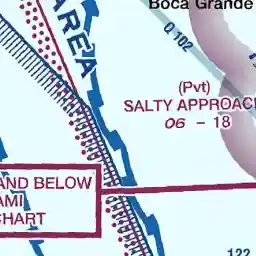 Boca Grande
Q 102
AREA
(Pvt)
SALTY APPROACH
06 - 18
AND BELOW
AMI
CHART
122